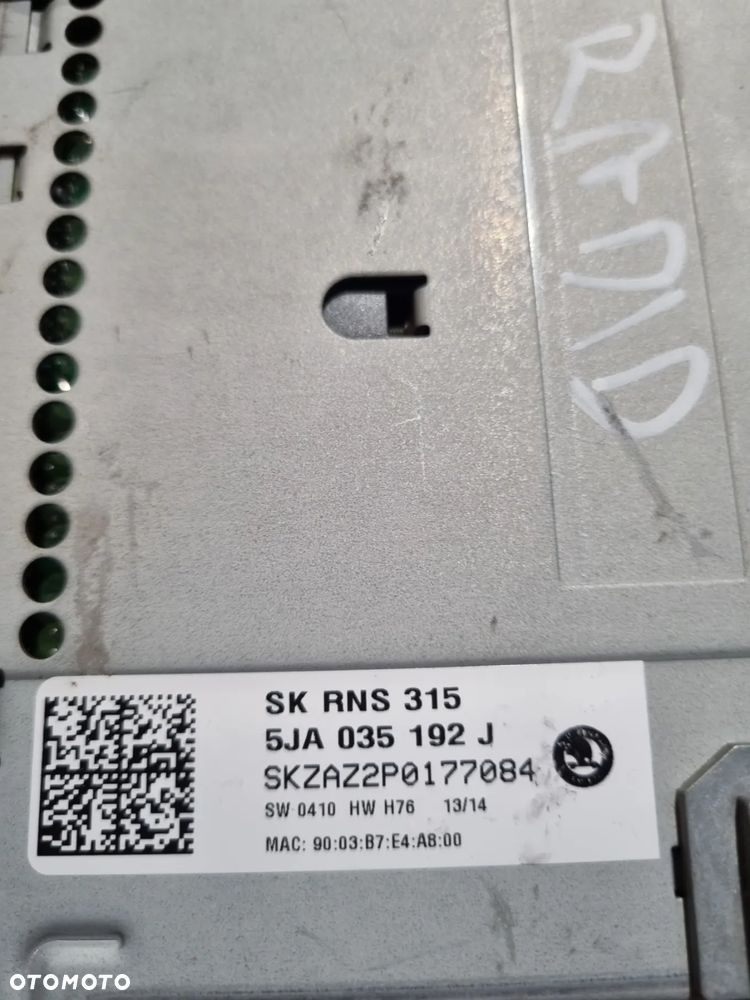 RADIO
SK RNS 315
5JA 035 192 J
SKZAZ2P0177084
SW 0410 HW H76 13/14
MAC: 90:03:B7:E4:A8:00
OTOMOTO